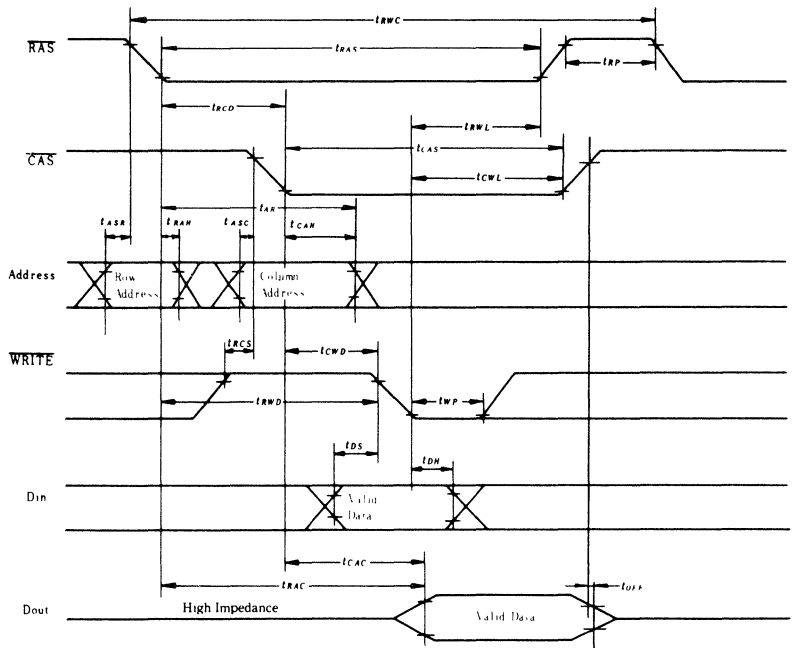 tRWC
RAS
tRAS
tRP
tRCD
tRWL
CAS
tCAS
tCWL
tAR
tASR
tRAH
tASC
tCAH
Address
Row
Address
Column
Address
tRCS
tCWD
WRITE
tRWD
tWP
tDS
tDH
Din
Valid
Data
tCAC
tRAC
tOFF
Dout
High Impedance
Valid Data